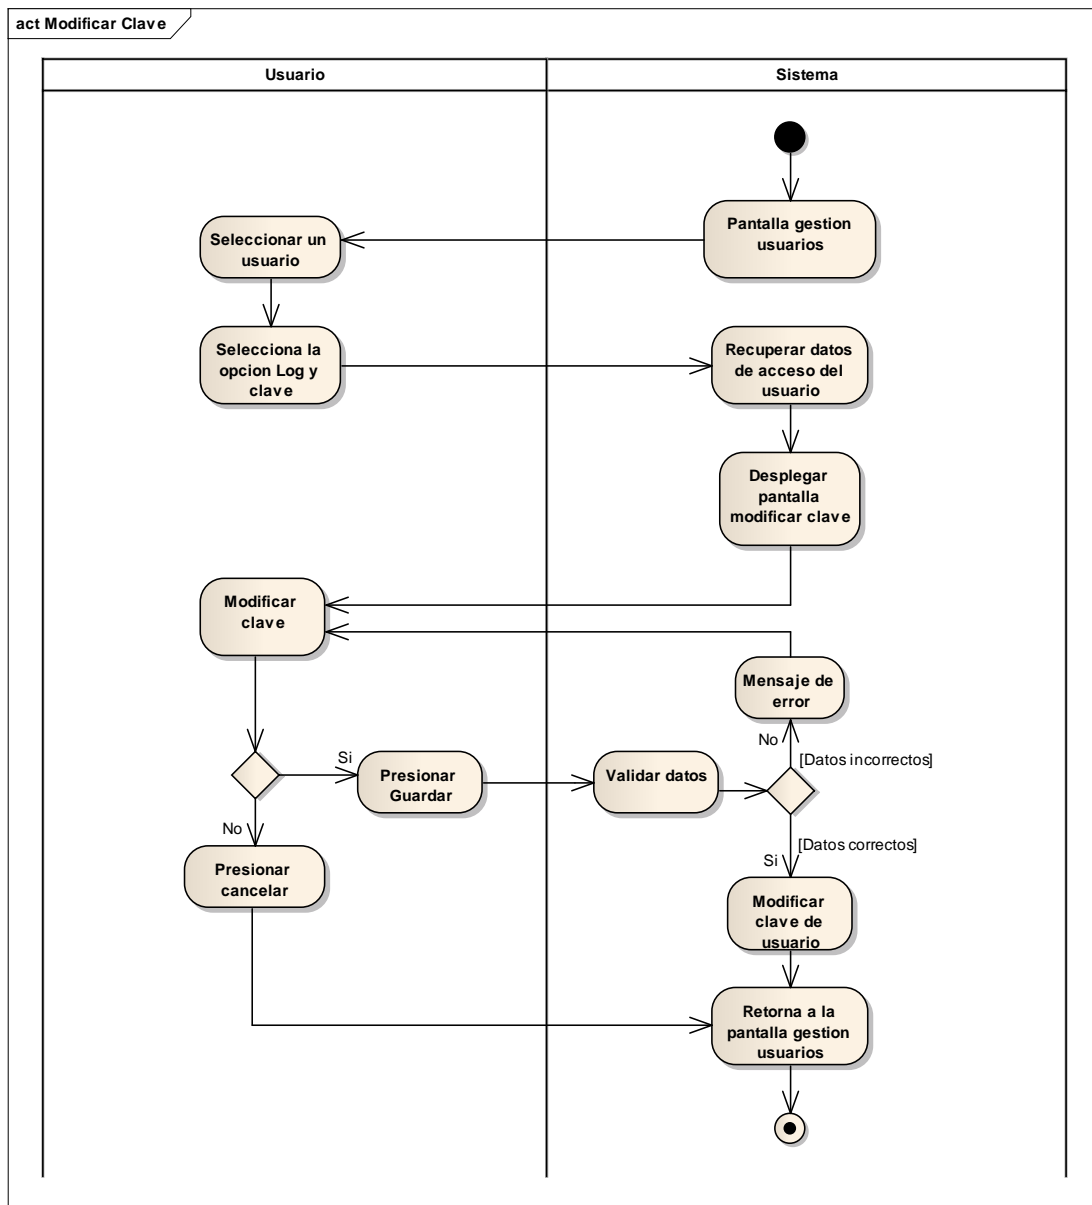 act Modificar Clave
Usuario
Sistema
Pantalla gestion
usuarios
Seleccionar un
usuario
Selecciona la
opcion Log y
clave
Recuperar datos
de acceso del
usuario
Desplegar
pantalla
modificar clave
Modificar
clave
Mensaje de
error
No
[Datos incorrectos]
Si
Presionar
Guardar
Validar datos
No
[Datos correctos]
Si
Presionar
cancelar
Modificar
clave de
usuario
Retorna a la
pantalla gestion
usuarios